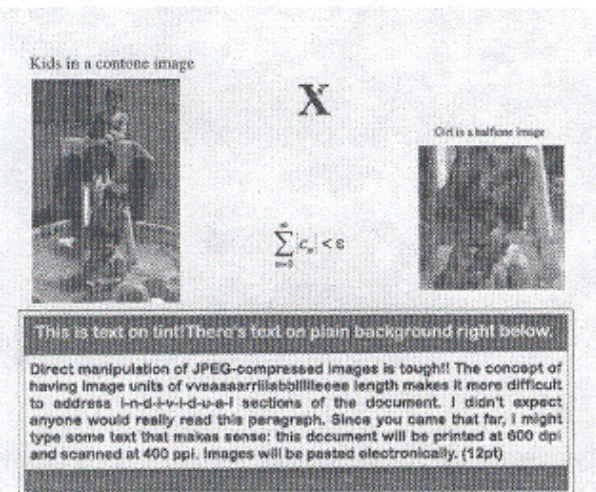 Kids in a contone image
X
Girl in a halftone image
∞
∑|cₙ| < ε
This is text on tint!There's text on plain background right below.
Direct manipulation of JPEG-compressed images is tough!! The concept of
having image units of length makes it more difficult
to address i-n-d-i-v-i-d-u-a-l sections of the document. I didn't expect
anyone would really read this paragraph. Since you came that far, I might
type some text that makes sense: this document will be printed at 600 dpi
and scanned at 400 ppi. Images will be pasted electronically. (12pt)